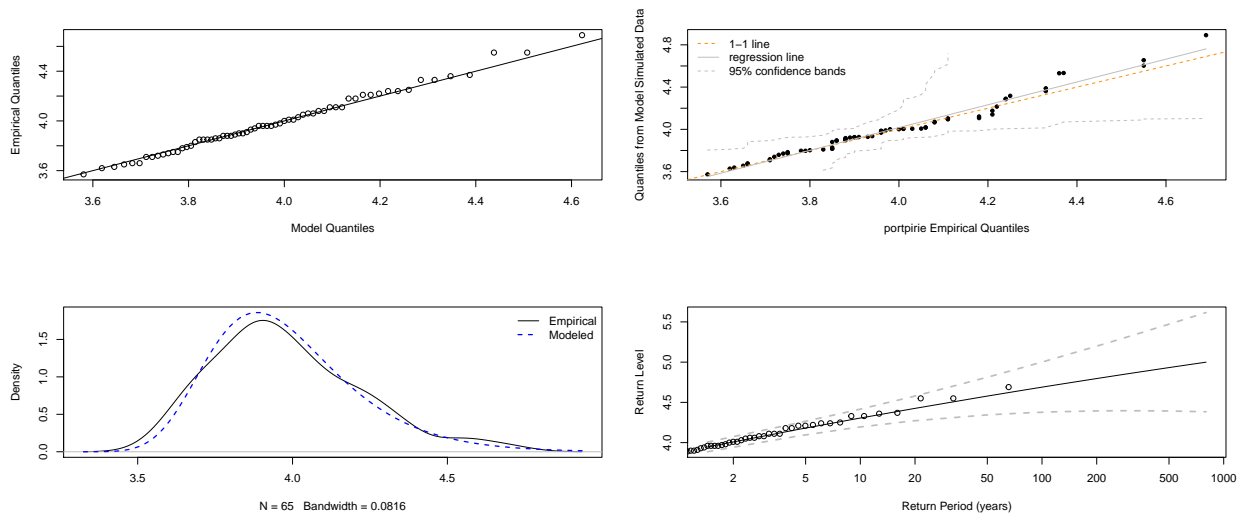 Empirical Quantiles
3.6 4.0 4.4
3.6 3.8 4.0 4.2 4.4 4.6
Model Quantiles
Quantiles from Model Simulated Data
3.6 4.0 4.4 4.8
1−1 line
regression line
95% confidence bands
3.6 3.8 4.0 4.2 4.4 4.6
portpirie Empirical Quantiles
Density
0.0 0.5 1.0 1.5
Empirical
Modeled
3.5 4.0 4.5
N = 65 Bandwidth = 0.0816
Return Level
4.0 4.5 5.0 5.5
2 5 10 20 50 100 200 500 1000
Return Period (years)